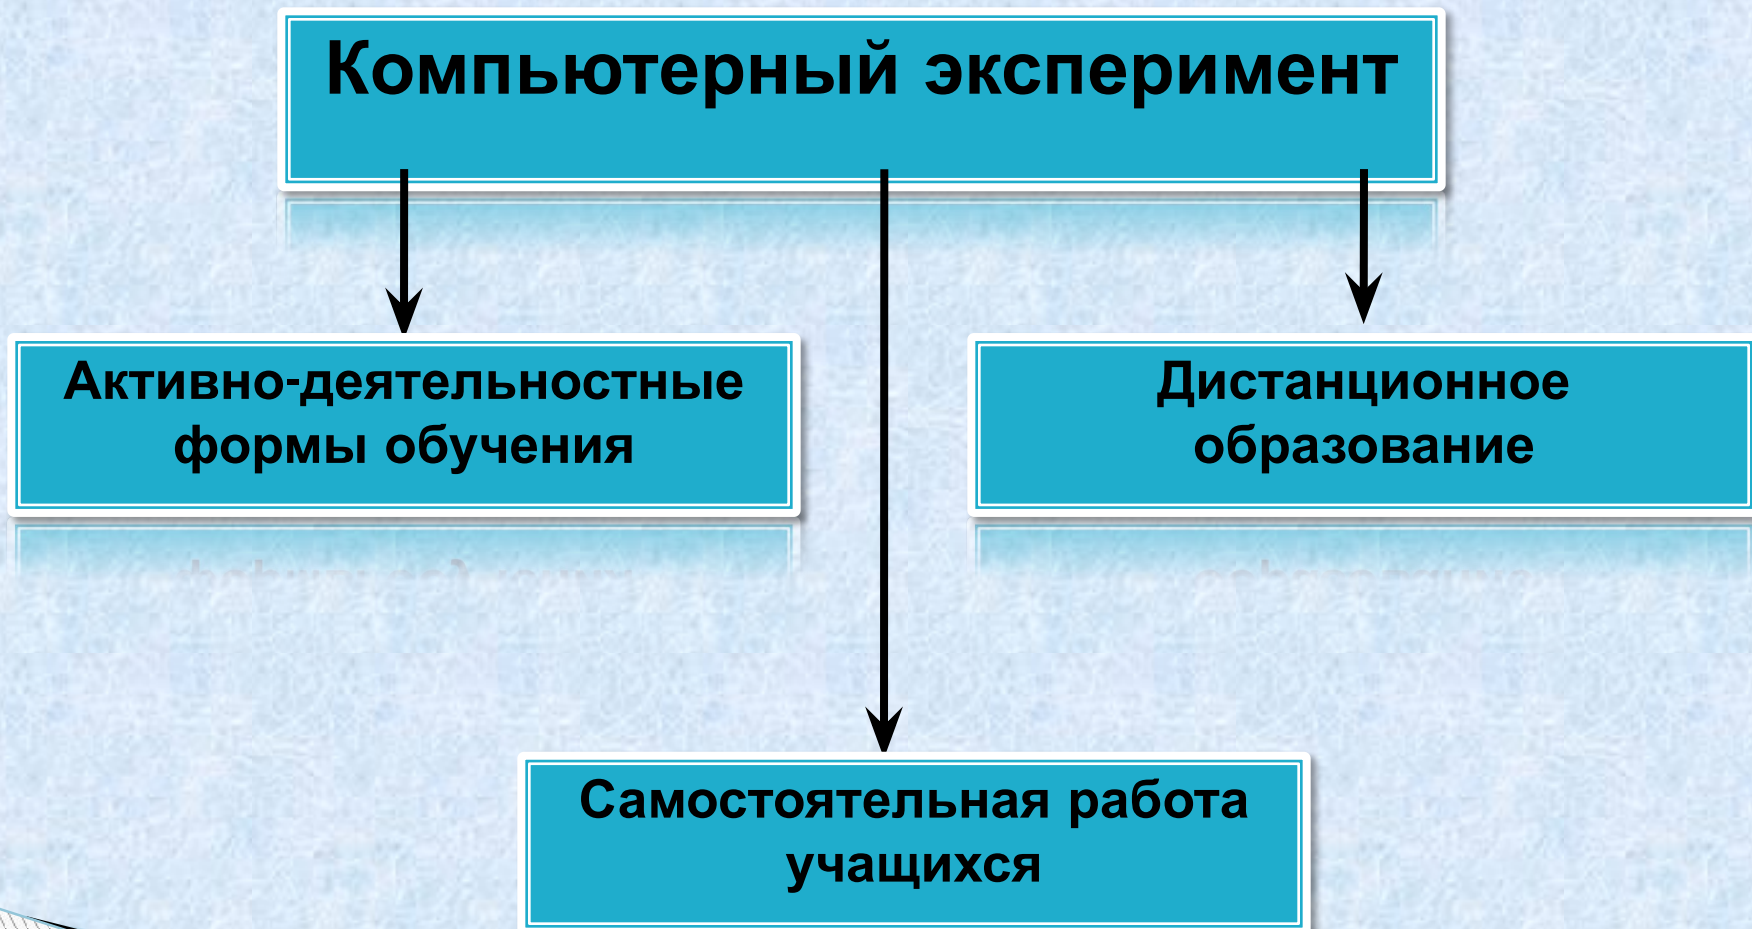 Компьютерный эксперимент
Активно-деятельностные
формы обучения
Дистанционное
образование
Самостоятельная работа
учащихся